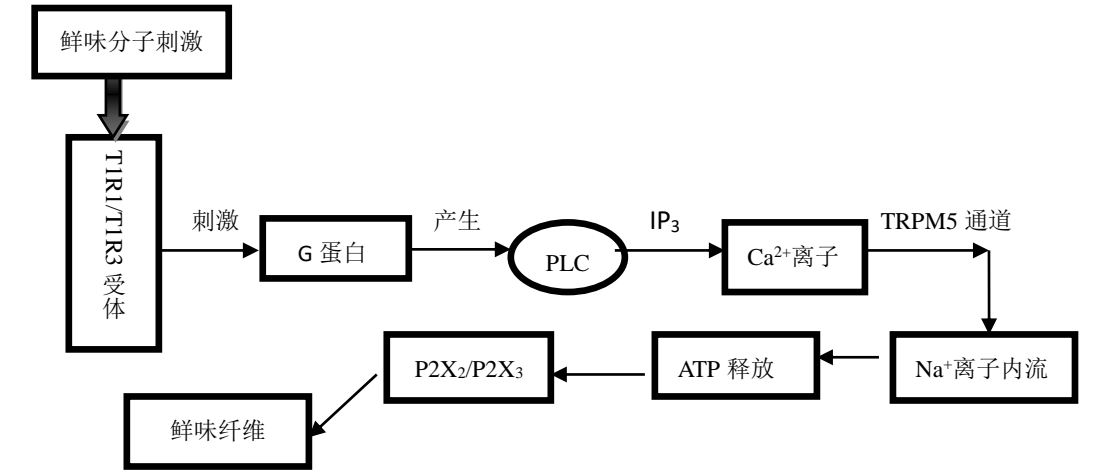 鲜味分子刺激
T1R1/T1R3 受体
刺激
G 蛋白
产生
PLC
IP₃
Ca²⁺离子
TRPM5 通道
Na⁺离子内流
ATP 释放
P2X₂/P2X₃
鲜味纤维